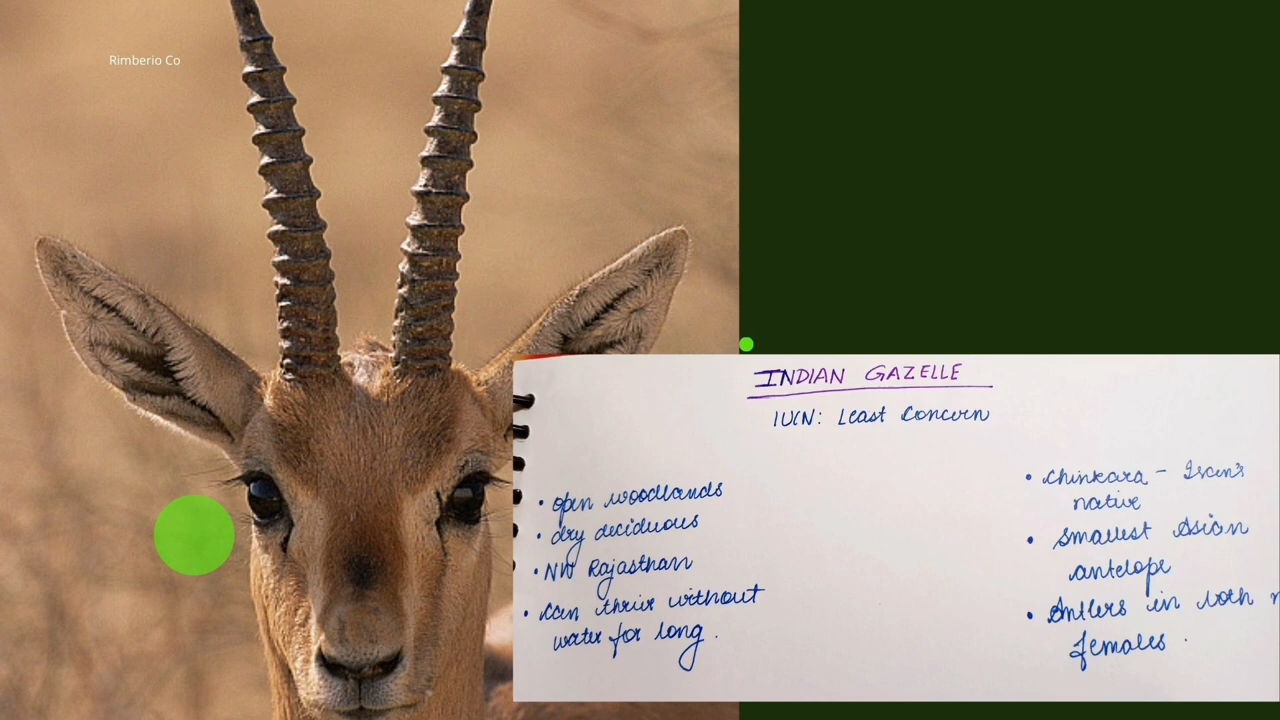 Rimberio Co
INDIAN GAZELLE
IUCN: Least Concern
• open woodlands
• dry deciduous
• NW Rajasthan
• Can thrive without
water for long.
• Chinkara -
native
• Smallest Asian
antelope
• Antlers in both
females.